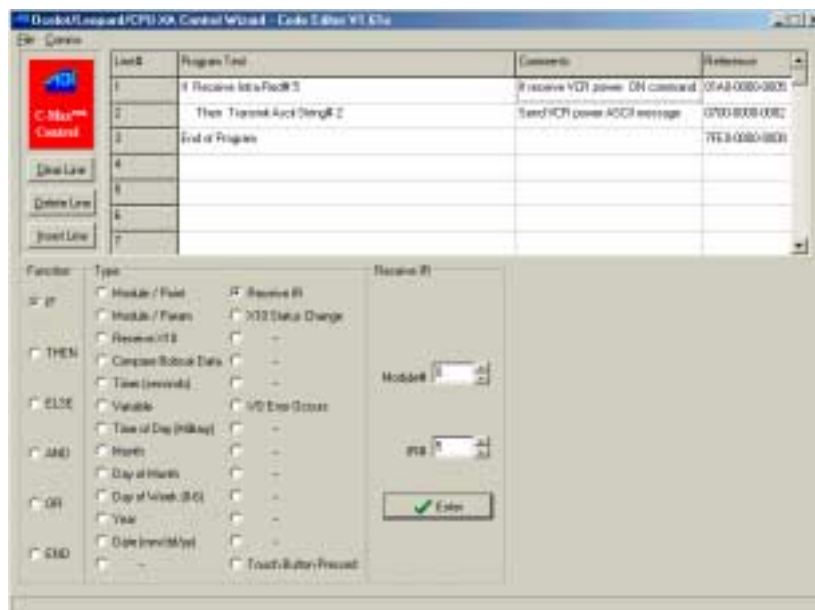 Ocelot/Leopard/CPU-XA Control Wizard - Code Editor V1.61a
File Comms
Line# Program Text Comments Reference
1 If Receive Intra-Red# 5 If receive VCR power ON command
2 Then Transmit Ascii String# 2 Send VCR power ASCII message
3 End of Program
4
5
6
7
ADI
C-Max
Control
Clear Line
Delete Line
Insert Line
Function
IF
THEN
ELSE
AND
OR
END
Type
Module / Point
Module / Param
Receive X10
Compare Bobcat Data
Timer (seconds)
Variable
Time of Day (Military)
Month
Day of Month
Day of Week (0-6)
Year
Date (mm/dd/yy)
-
Receive IR
X10 Status Change
-
-
-
I/O Error Occurs
-
-
-
-
-
-
Touch Button Pressed
Receive IR
Module#
IR#
Enter